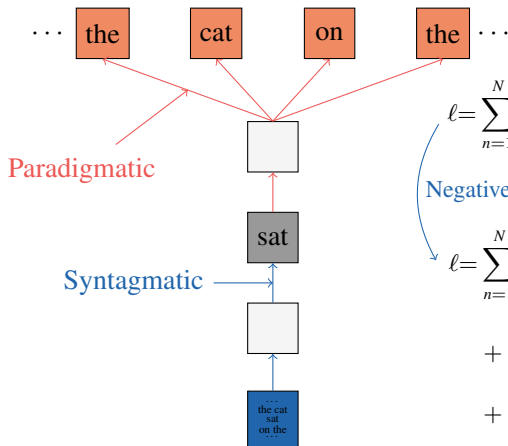 ··· the cat on the ···
ℓ=∑_{n=1}^{N}
Paradigmatic
Negative
sat
ℓ=∑_{n=}^{N}
Syntagmatic
+
···
the cat
sat
on the
···
+